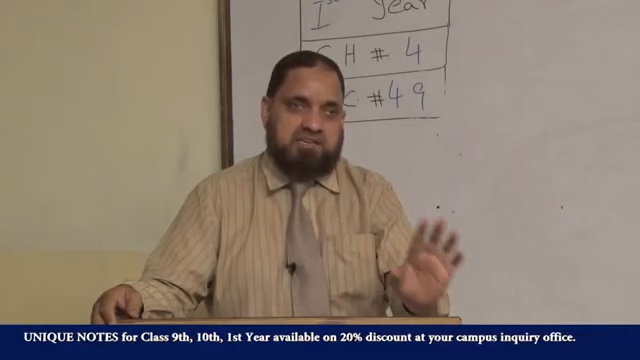 Ist year
CH # 4
C. # 49
UNIQUE NOTES for Class 9th, 10th, 1st Year available on 20% discount at your campus inquiry office.